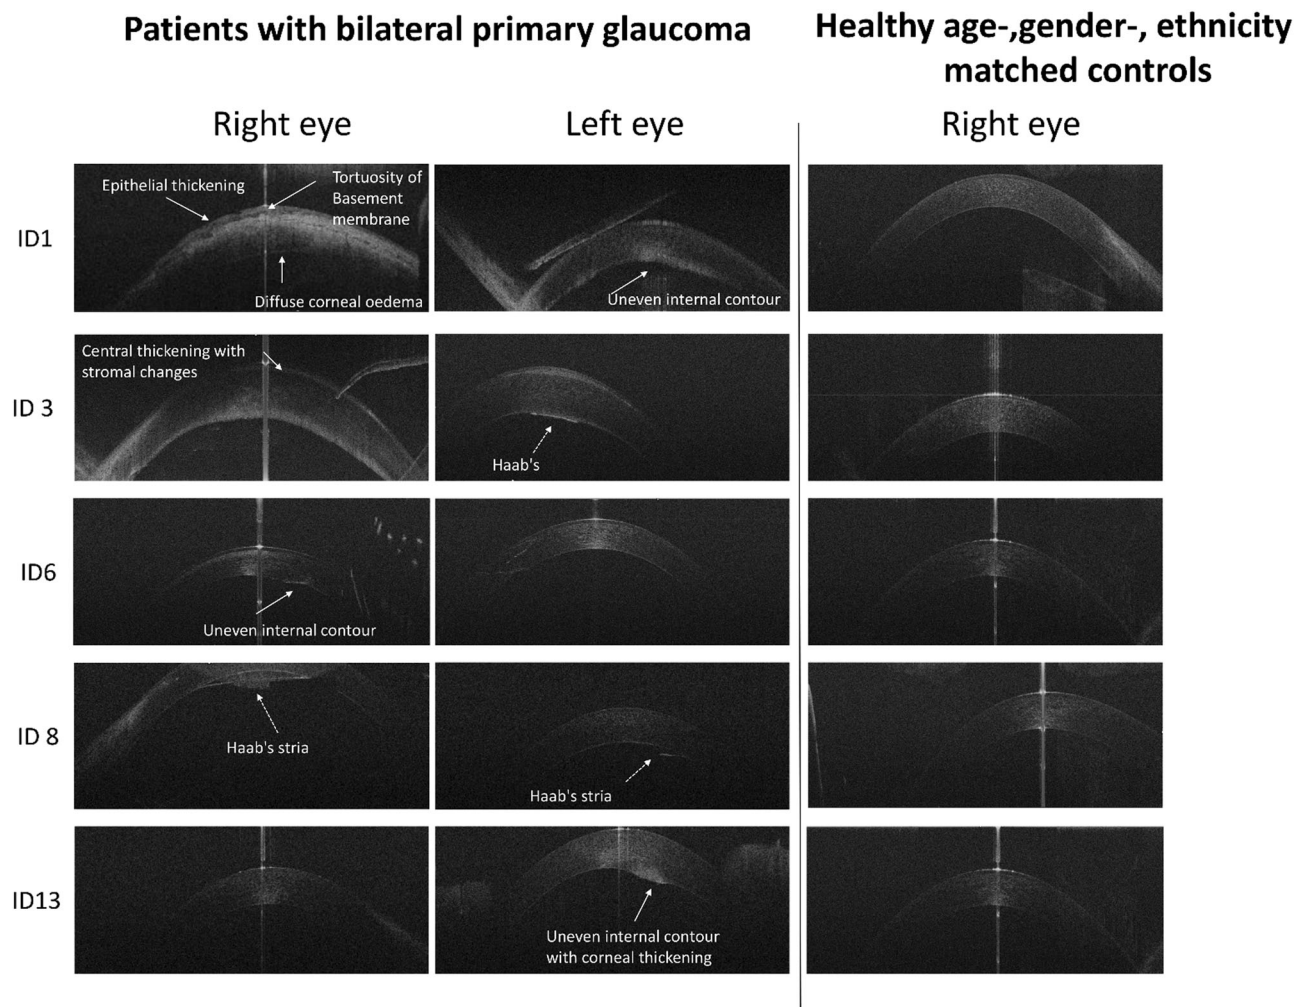 Patients with bilateral primary glaucoma
Healthy age-,gender-, ethnicity
matched controls
Right eye
Left eye
Right eye
ID1
Epithelial thickening
Tortuosity of
Basement
membrane
Diffuse corneal oedema
Uneven internal contour
ID 3
Central thickening with
stromal changes
Haab's
ID6
Uneven internal contour
ID 8
Haab's stria
Haab's stria
ID13
Uneven internal contour
with corneal thickening